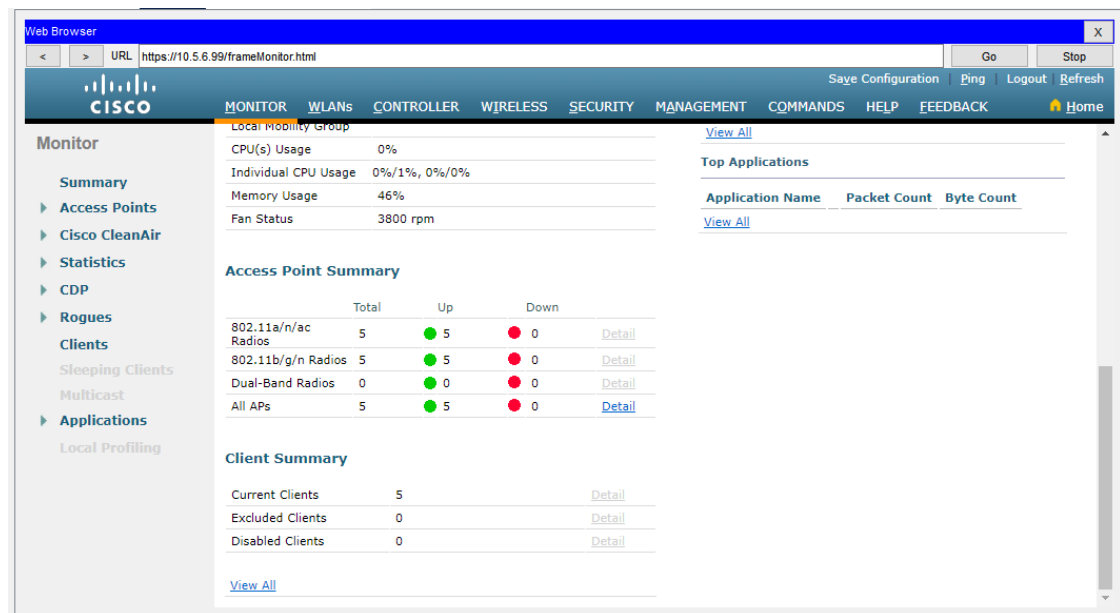 Web Browser
X
< > URL https://10.5.6.99/frameMonitor.html Go Stop
Save Configuration Ping Logout Refresh
CISCO MONITOR WLANs CONTROLLER WIRELESS SECURITY MANAGEMENT COMMANDS HELP FEEDBACK Home
Monitor
Summary
Access Points
Cisco CleanAir
Statistics
CDP
Rogues
Clients
Sleeping Clients
Multicast
Applications
Local Profiling
Local Mobility Group
CPU(s) Usage 0%
Individual CPU Usage 0%/1%, 0%/0%
Memory Usage 46%
Fan Status 3800 rpm
Access Point Summary
Total Up Down
802.11a/n/ac
Radios 5 5 0 Detail
802.11b/g/n Radios 5 5 0 Detail
Dual-Band Radios 0 0 0 Detail
All APs 5 5 0 Detail
Client Summary
Current Clients 5 Detail
Excluded Clients 0 Detail
Disabled Clients 0 Detail
View All
View All
Top Applications
Application Name Packet Count Byte Count
View All